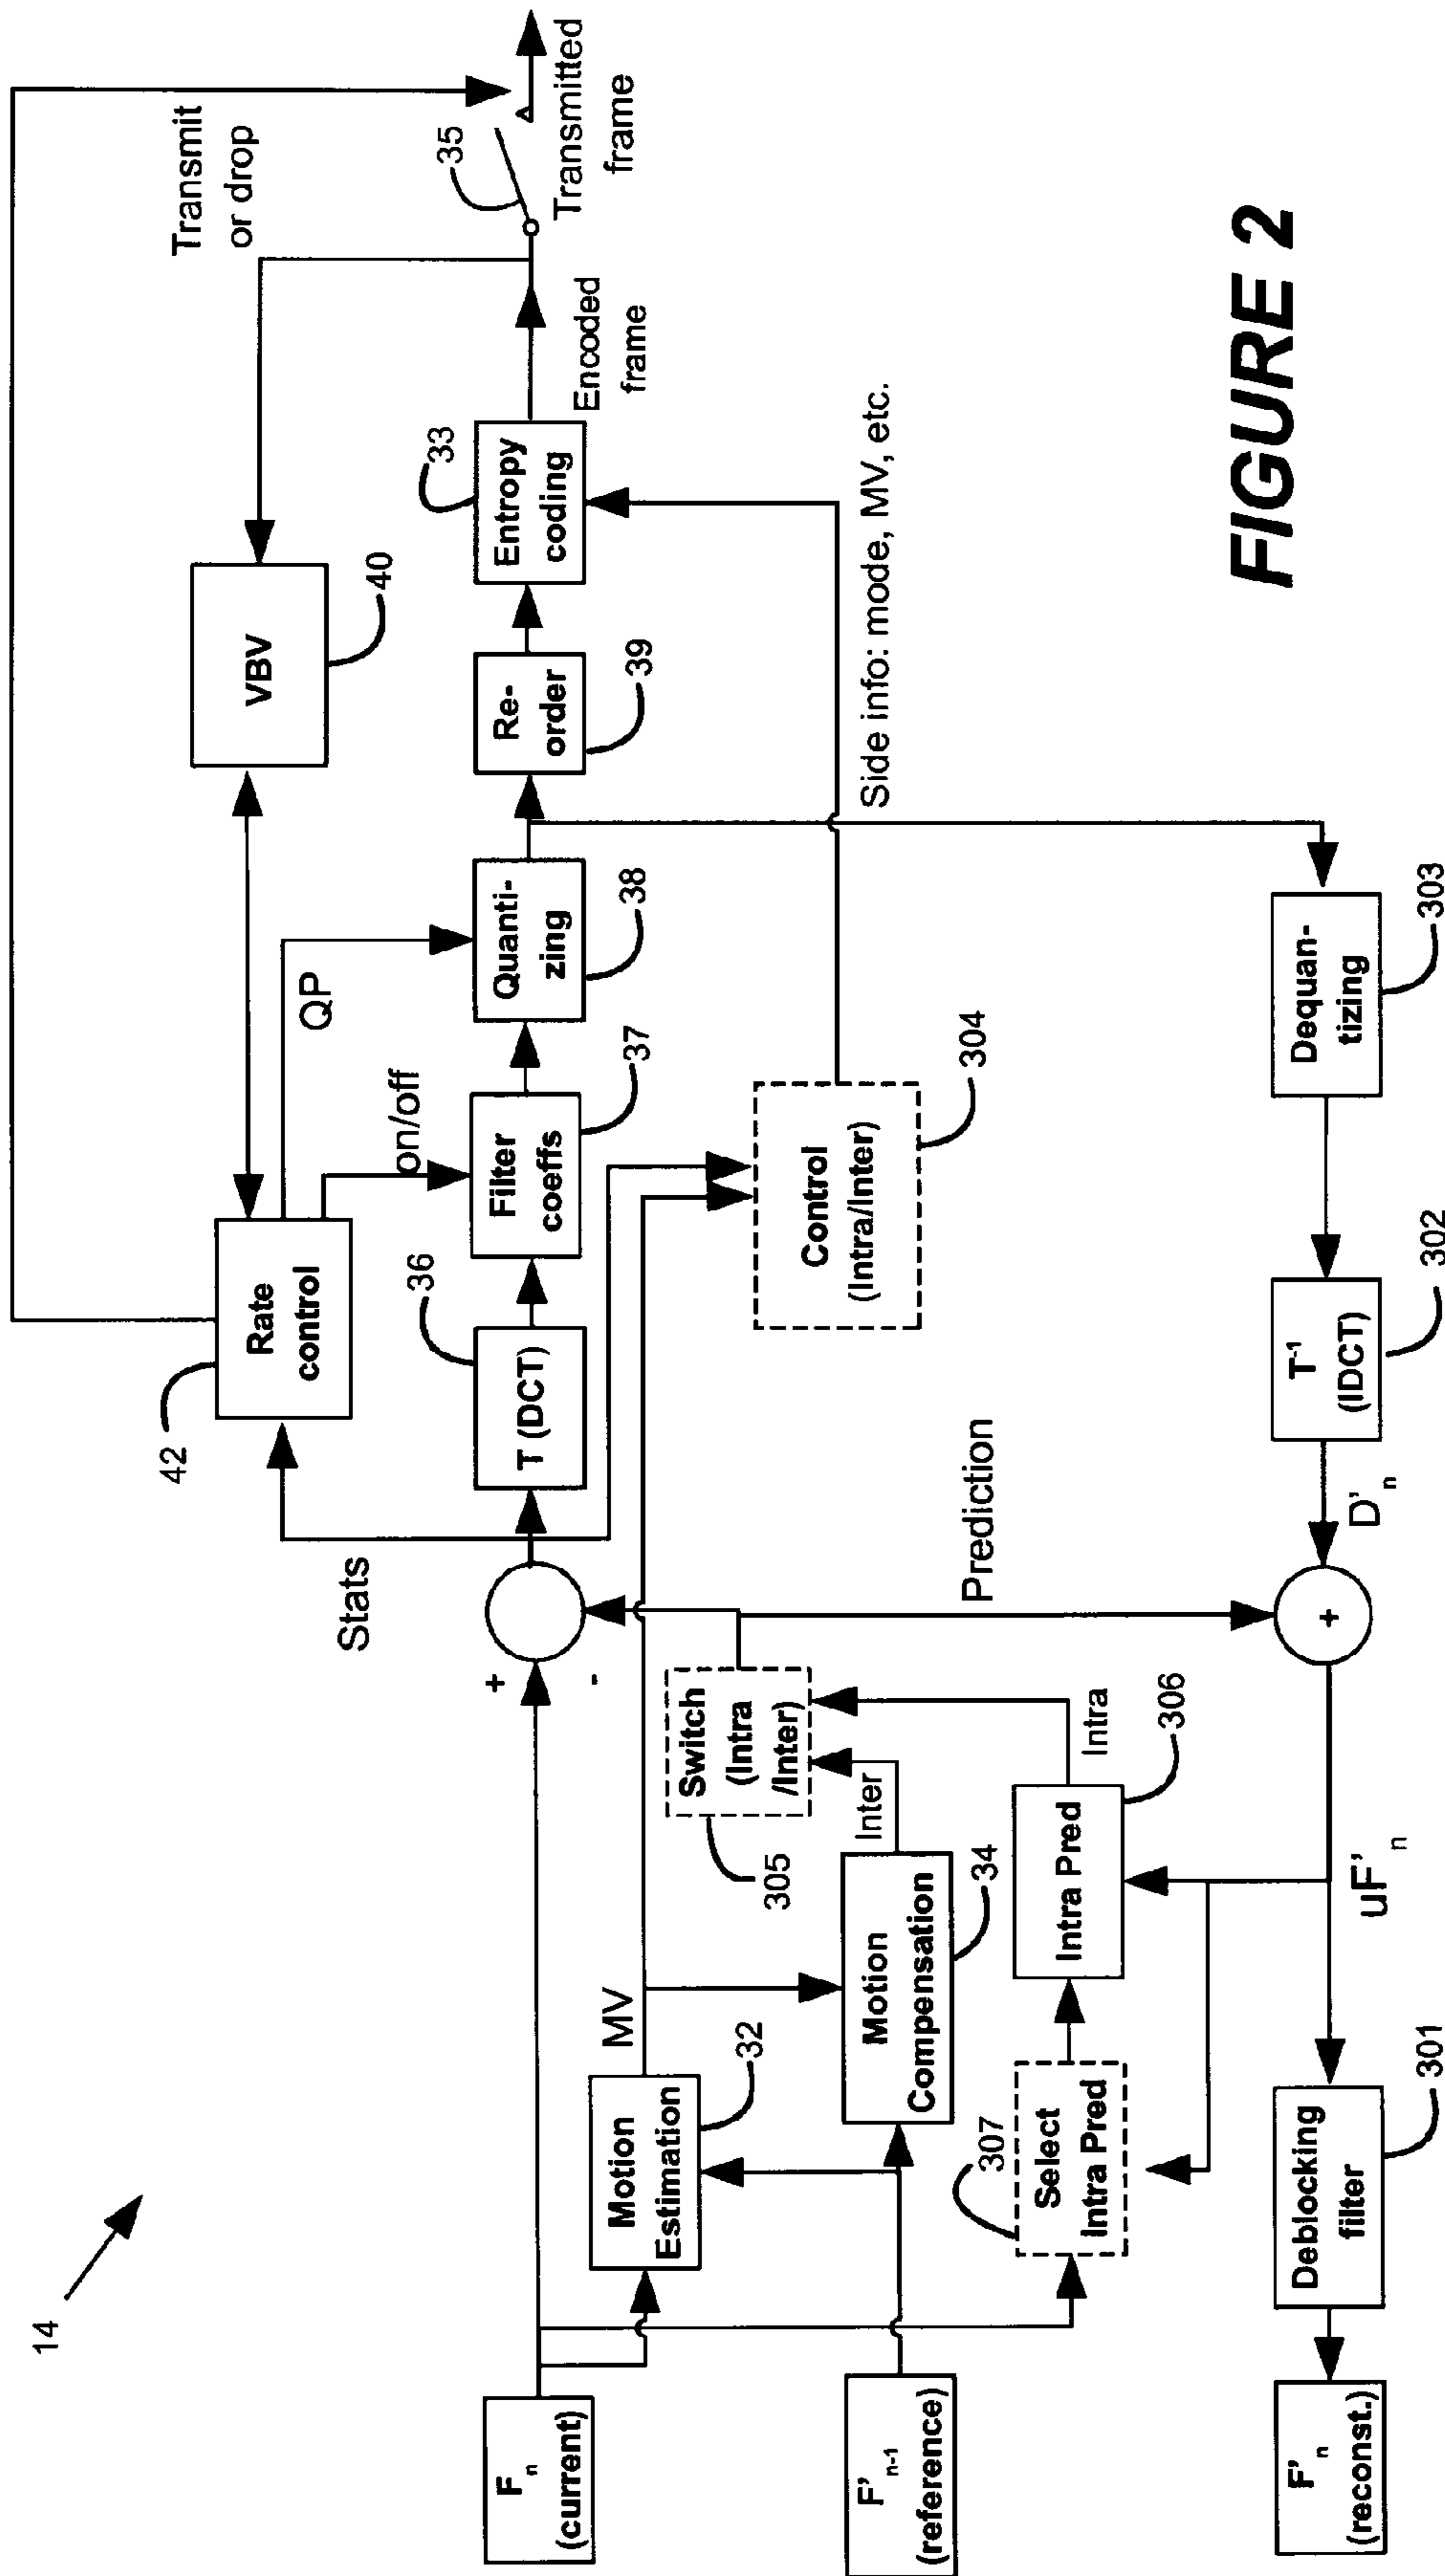 14
Transmit
or drop
35
Transmitted
frame
VBV
40
Rate
control
42
Stats
QP
on/off
Encoded
frame
33
Entropy
coding
Re-
order
39
Quanti-
zing
38
Filter
coeffs
37
36
T (DCT)
+
-
F n
(current)
MV
Motion
Estimation
32
Side info: mode, MV, etc.
Control
(Intra/Inter)
304
Switch
(Intra
/Inter)
305
Inter
Motion
Compensation
34
F' n-1
(reference)
Prediction
Intra
Intra Pred
306
307
Select
Intra Pred
Dequan-
tizing
303
T-1
(IDCT)
302
D' n
+
uF' n
Deblocking
filter
301
F' n
(reconst.)
FIGURE 2